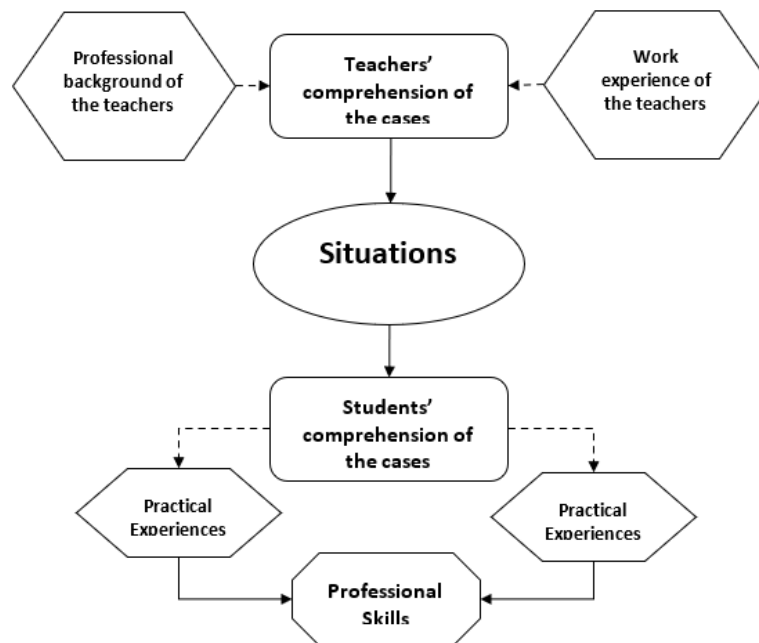 Professional
background of
the teachers
Teachers'
comprehension of
the cases
Work
experience of
the teachers
Situations
Students'
comprehension of
the cases
Practical
Experiences
Practical
Experiences
Professional
Skills